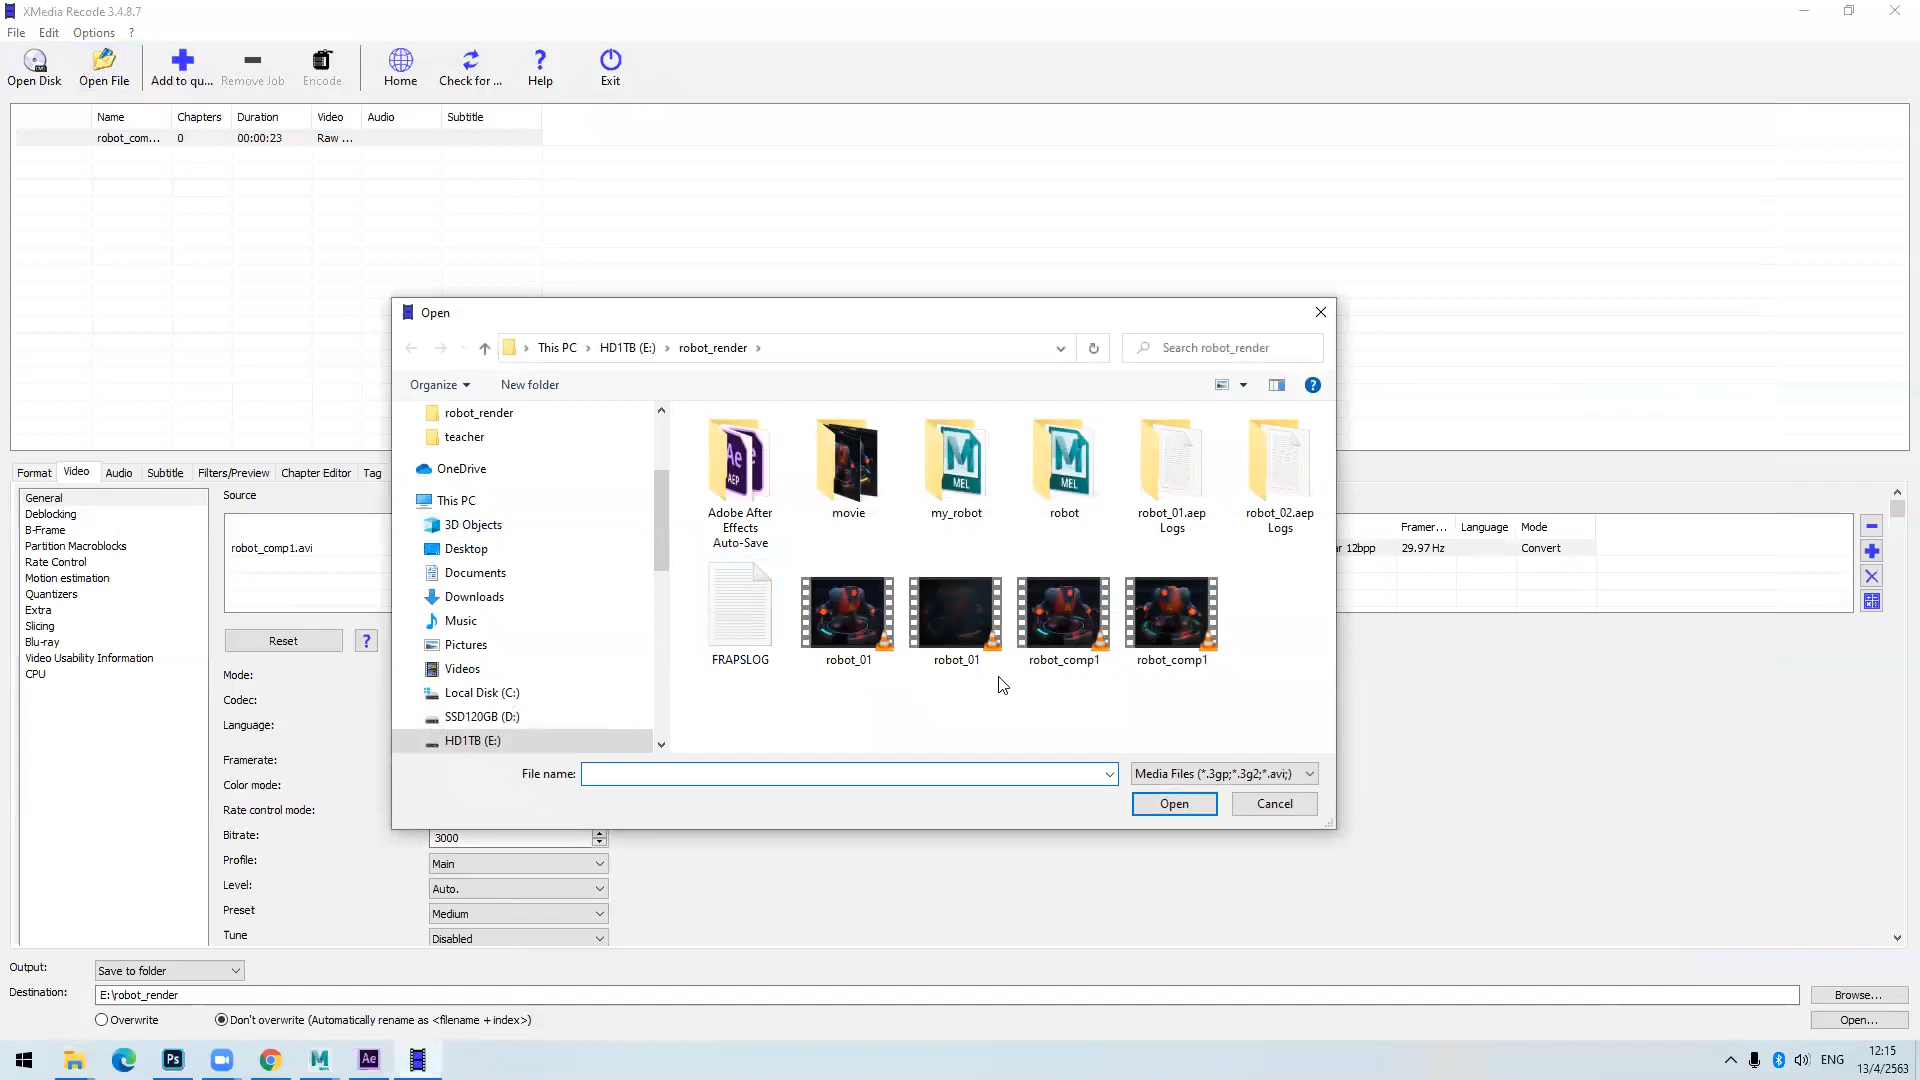 XMedia Recode 3.4.8.7
File Edit Options ?
Open Disk Open File Add to qu... Remove Job Encode Home Check for ... Help Exit
Name Chapters Duration Video Audio Subtitle
robot_com... 0 00:00:23 Raw ...
Open
This PC HD1TB (E:) robot_render
Search robot_render
Organize New folder
robot_render
teacher
OneDrive
This PC
3D Objects
Desktop
Documents
Downloads
Music
Pictures
Videos
Local Disk (C:)
SSD120GB (D:)
HD1TB (E:)
Ae
AEP
M
MEL
M
MEL
Adobe After
Effects
Auto-Save
movie
my_robot
robot
robot_01.aep
Logs
robot_02.aep
Logs
FRAPSLOG
robot_01
robot_01
robot_comp1
robot_comp1
File name:
Media Files (*.3gp;*.3g2;*.avi;)
Open Cancel
Format Video Audio Subtitle Filters/Preview Chapter Editor Tag
General
Deblocking
B-Frame
Partition Macroblocks
Rate Control
Motion estimation
Quantizers
Extra
Slicing
Blu-ray
Video Usability Information
CPU
Source
robot_comp1.avi
Framer... Language Mode
ar 12bpp 29.97 Hz Convert
Reset ?
Mode:
Codec:
Language:
Framerate:
Color mode:
Rate control mode:
Bitrate: 3000
Profile: Main
Level: Auto.
Preset Medium
Tune Disabled
Output: Save to folder
Destination: E:\robot_render Browse...
Overwrite Don't overwrite (Automatically rename as <filename + index>) Open...
Ps M Ae ENG
12:15
13/4/2563